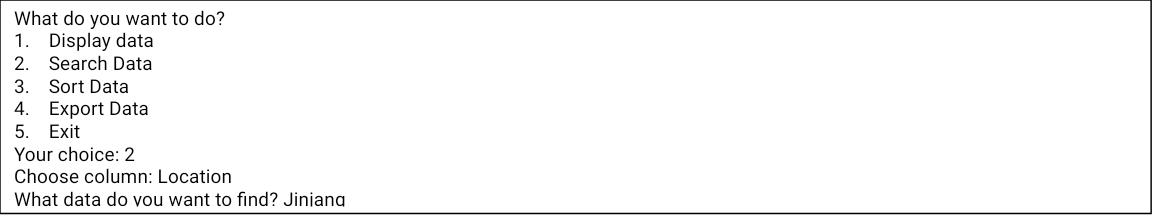 What do you want to do?
1. Display data
2. Search Data
3. Sort Data
4. Export Data
5. Exit
Your choice: 2
Choose column: Location
What data do you want to find? Jinjang